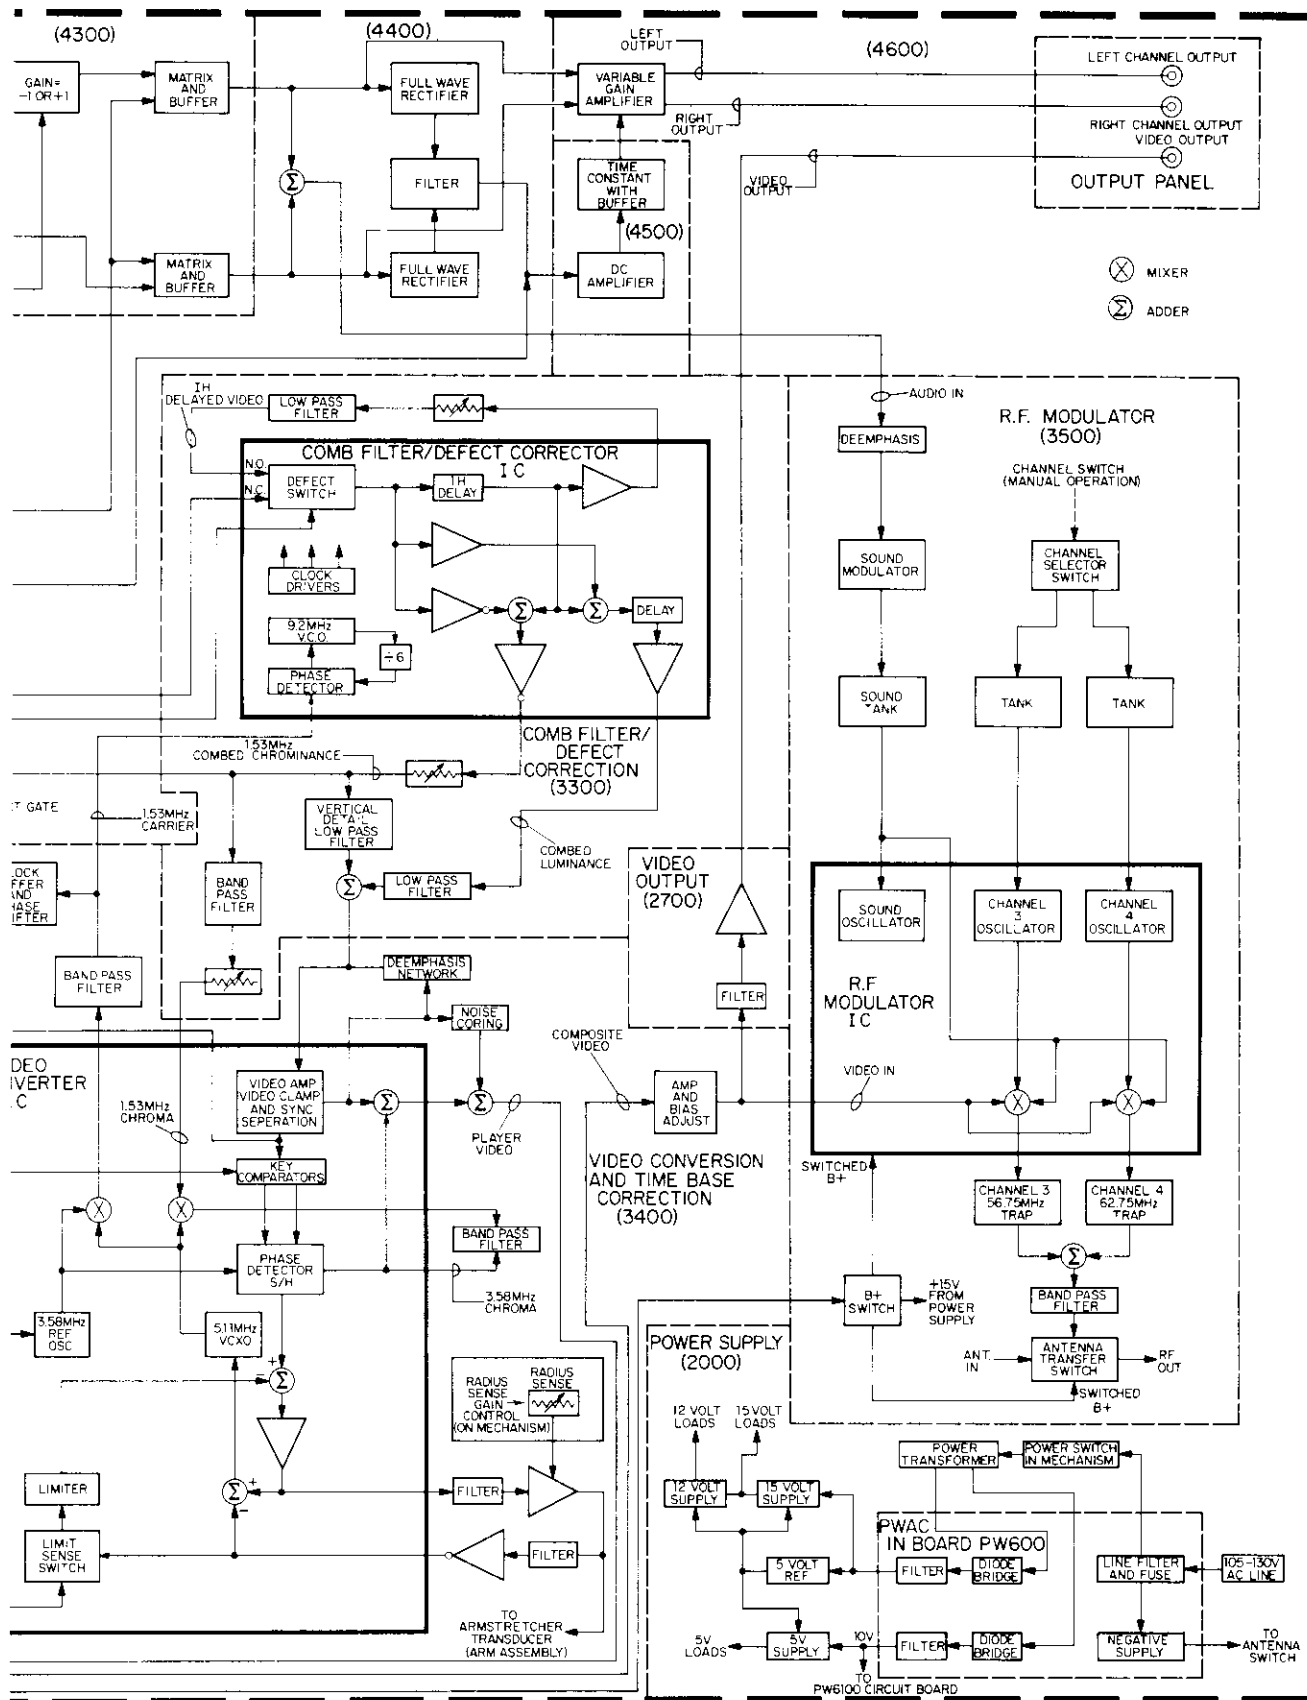 (4300)
(4400)
(4600)
LEFT
OUTPUT
LEFT CHANNEL OUTPUT
GAIN=
-1 OR +1
MATRIX
AND
BUFFER
FULL WAVE
RECTIFIER
VARIABLE
GAIN
AMPLIFIER
RIGHT
OUTPUT
RIGHT CHANNEL OUTPUT
VIDEO OUTPUT
VIDEO
OUTPUT
OUTPUT PANEL
Σ
FILTER
TIME
CONSTANT
WITH
BUFFER
(4500)
MATRIX
AND
BUFFER
FULL WAVE
RECTIFIER
DC
AMPLIFIER
MIXER
Σ ADDER
1H
DELAYED VIDEO
LOW PASS
FILTER
AUDIO IN
R.F. MODULATOR
(3500)
COMB FILTER/DEFECT CORRECTOR
IC
DEEMPHASIS
N.O.
N.C.
DEFECT
SWITCH
1H
DELAY
CHANNEL SWITCH
(MANUAL OPERATION)
CLOCK
DRIVERS
SOUND
MODULATOR
CHANNEL
SELECTOR
SWITCH
9.2MHz
V.C.O.
÷6
Σ
Σ
DELAY
PHASE
DETECTOR
SOUND
TANK
TANK
TANK
1.53MHz
COMBED CHROMINANCE
COMB FILTER/
DEFECT
CORRECTION
(3300)
T GATE
1.53MHz
CARRIER
VERTICAL
DETAIL
LOW PASS
FILTER
COMBED
LUMINANCE
VIDEO
OUTPUT
(2700)
LOCK
FFER
AND
HASE
IFTER
BAND
PASS
FILTER
Σ
LOW PASS
FILTER
SOUND
OSCILLATOR
CHANNEL
3
OSCILLATOR
CHANNEL
4
OSCILLATOR
BAND PASS
FILTER
DEEMPHASIS
NETWORK
FILTER
R.F
MODULATOR
IC
NOISE
CORING
COMPOSITE
VIDEO
DEO
VERTER
C
1.53MHz
CHROMA
VIDEO AMP
VIDEO CLAMP
AND SYNC
SEPERATION
Σ
Σ
PLAYER
VIDEO
AMP
AND
BIAS
ADJUST
VIDEO IN
KEY
COMPARATORS
VIDEO CONVERSION
AND TIME BASE
CORRECTION
(3400)
SWITCHED
B+
CHANNEL 3
56.75MHz
TRAP
CHANNEL 4
62.75MHz
TRAP
BAND PASS
FILTER
PHASE
DETECTOR
S/H
Σ
3.58MHz
CHROMA
B+
SWITCH
+15V
FROM
POWER
SUPPLY
BAND PASS
FILTER
3.58MHz
REF
OSC
5.11MHz
VCXO
POWER SUPPLY
(2000)
ANT.
IN
ANTENNA
TRANSFER
SWITCH
RF
OUT
SWITCHED
B+
+
-
Σ
RADIUS
SENSE
GAIN
CONTROL
(ON MECHANISM)
RADIUS
SENSE
12 VOLT
LOADS
15 VOLT
LOADS
POWER
TRANSFORMER
POWER SWITCH
IN MECHANISM
LIMITER
Σ
+
-
FILTER
12 VOLT
SUPPLY
15 VOLT
SUPPLY
PWAC
IN BOARD PW600
LIMIT
SENSE
SWITCH
FILTER
5 VOLT
REF
FILTER
DIODE
BRIDGE
LINE FILTER
AND FUSE
105-130V
AC LINE
TO
ARMSTRETCHER
TRANSDUCER
(ARM ASSEMBLY)
5V
LOADS
5V
SUPPLY
10V
FILTER
DIODE
BRIDGE
NEGATIVE
SUPPLY
TO
ANTENNA
SWITCH
TO
PW6100 CIRCUIT BOARD